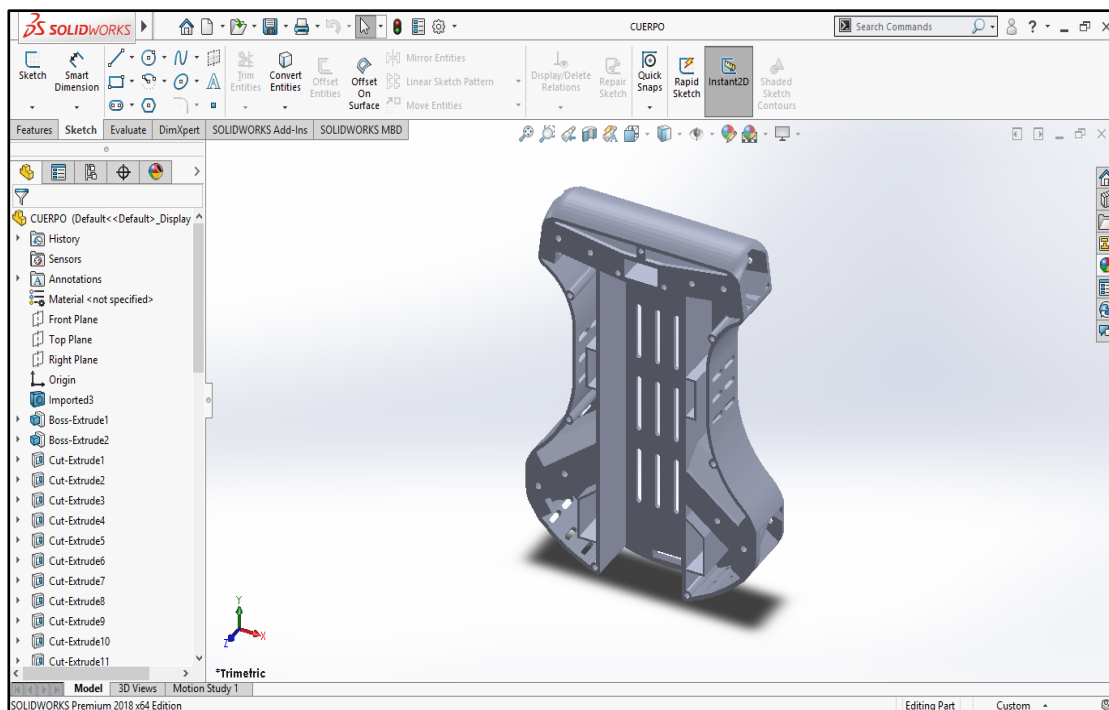 SOLIDWORKS
CUERPO
Search Commands
?
Sketch
Smart Dimension
Trim Entities
Convert Entities
Offset Entities
Offset On Surface
Mirror Entities
Linear Sketch Pattern
Move Entities
Display/Delete Relations
Repair Sketch
Quick Snaps
Rapid Sketch
Instant2D
Shaded Sketch Contours
Features Sketch Evaluate DimXpert SOLIDWORKS Add-Ins SOLIDWORKS MBD
CUERPO (Default<<Default>_Display
History
Sensors
Annotations
Material <not specified>
Front Plane
Top Plane
Right Plane
Origin
Imported3
Boss-Extrude1
Boss-Extrude2
Cut-Extrude1
Cut-Extrude2
Cut-Extrude3
Cut-Extrude4
Cut-Extrude5
Cut-Extrude6
Cut-Extrude7
Cut-Extrude8
Cut-Extrude9
Cut-Extrude10
Cut-Extrude11
Y
Z
X
*Trimetric
Model 3D Views Motion Study 1
SOLIDWORKS Premium 2018 x64 Edition
Editing Part Custom